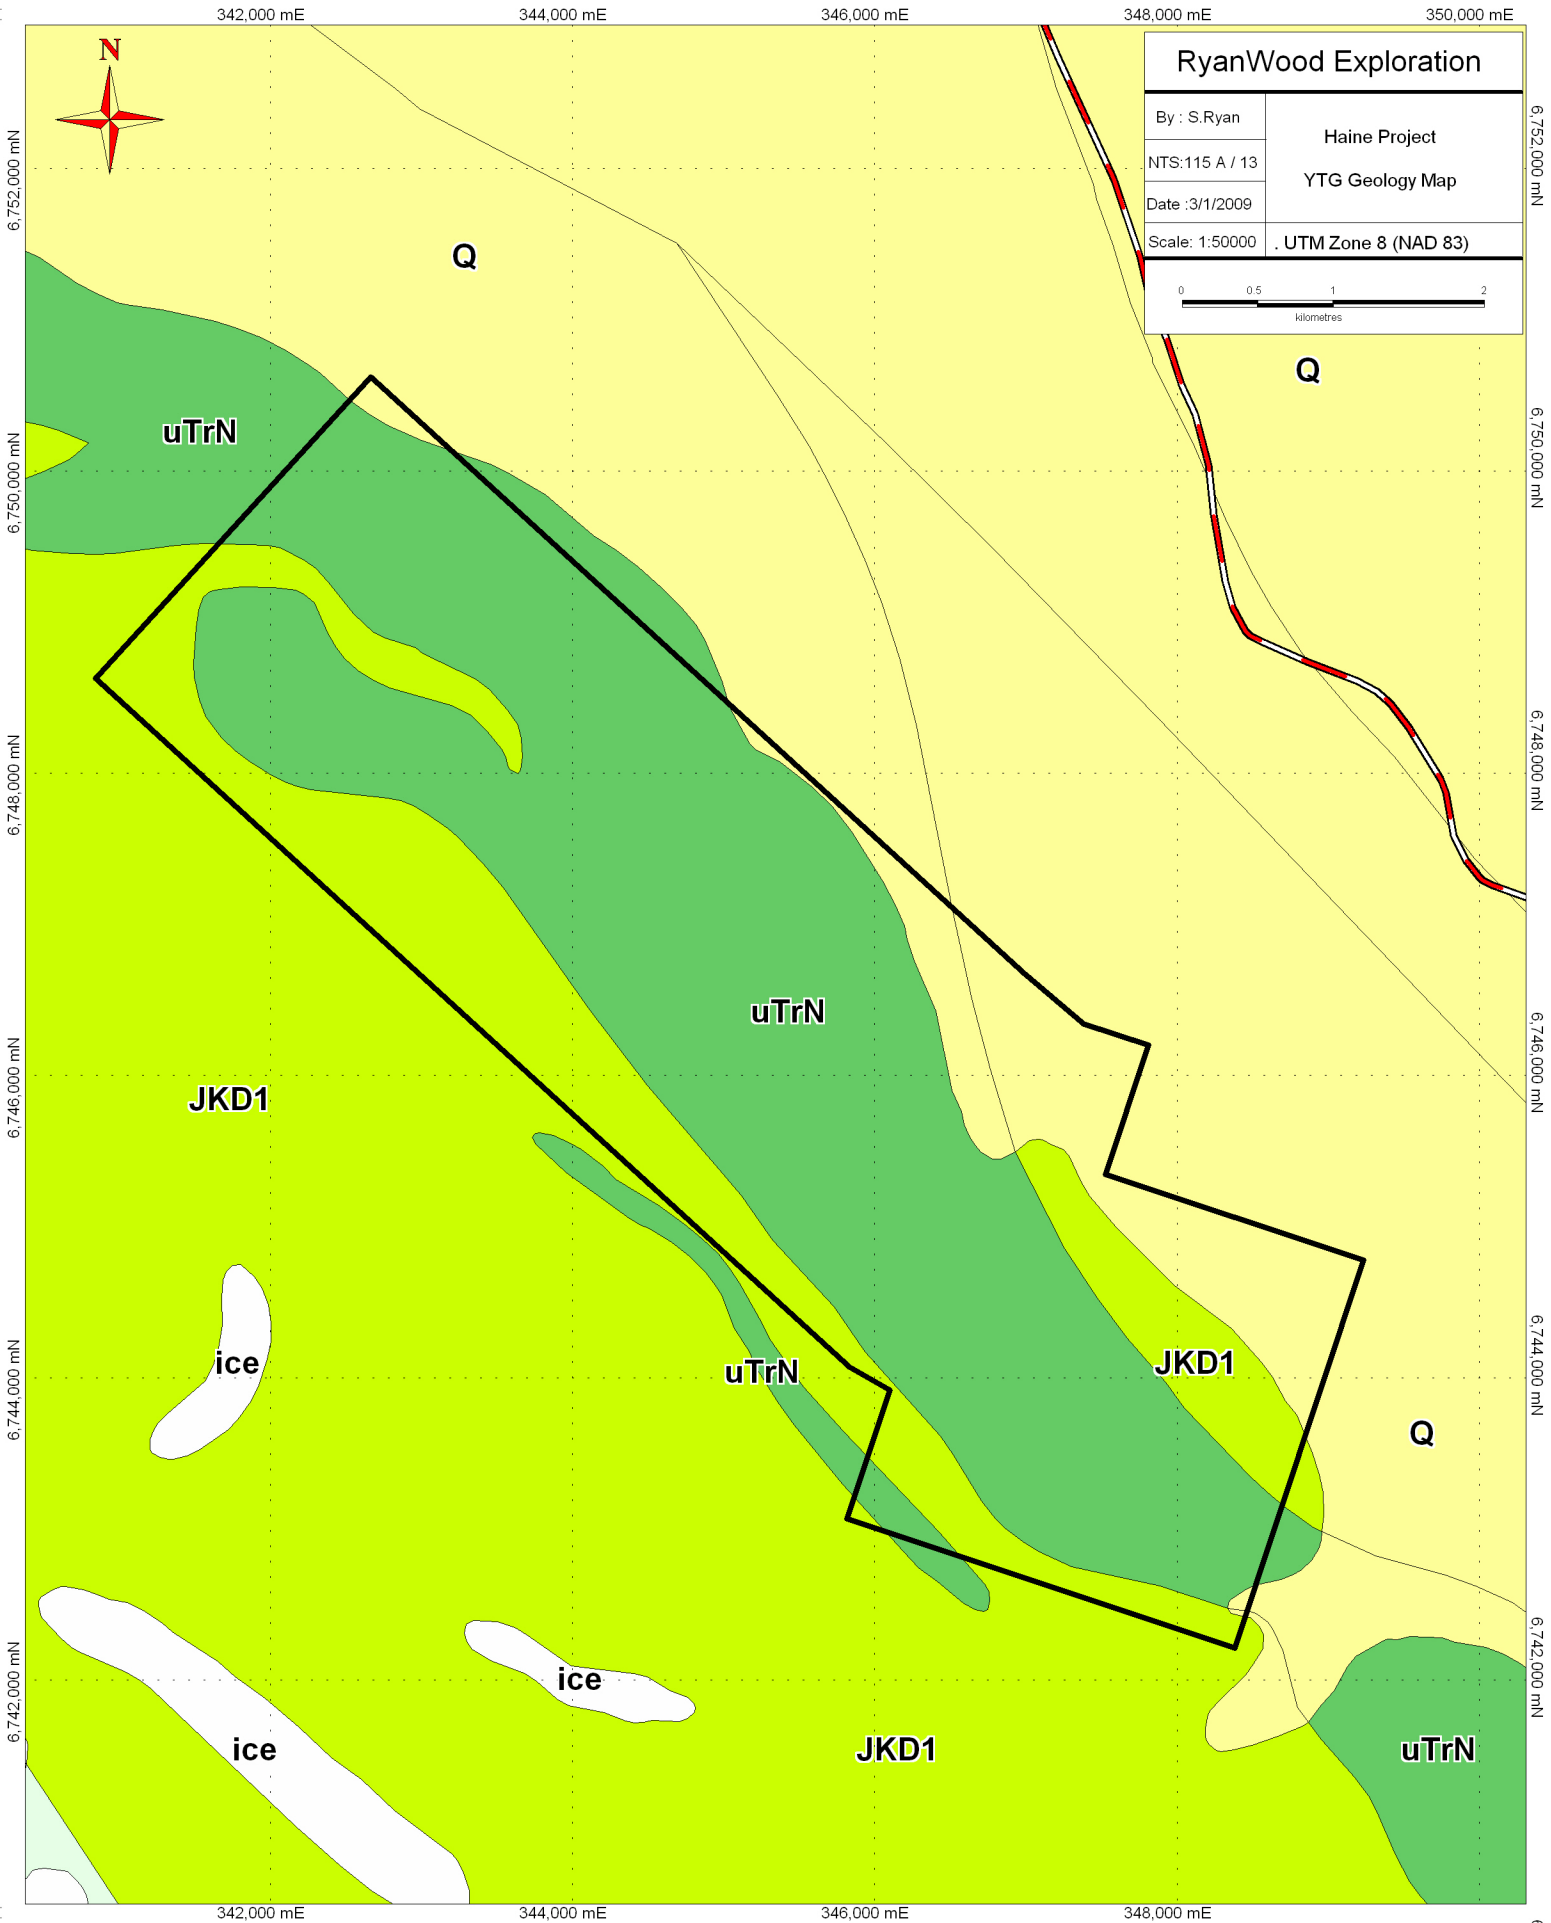 342,000 mE 344,000 mE 346,000 mE 348,000 mE 350,000 mE
N
RyanWood Exploration
By : S.Ryan
Haine Project
NTS:115 A / 13
YTG Geology Map
Date :3/1/2009
Scale: 1:50000
. UTM Zone 8 (NAD 83)
0 0.5 1 2
kilometres
6,752,000 mN
6,752,000 mN
Q
Q
uTrN
6,750,000 mN
6,750,000 mN
6,748,000 mN
6,748,000 mN
uTrN
6,746,000 mN
6,746,000 mN
JKD1
ice
uTrN
JKD1
6,744,000 mN
6,744,000 mN
Q
6,742,000 mN
6,742,000 mN
ice
ice
JKD1
uTrN
342,000 mE 344,000 mE 346,000 mE 348,000 mE